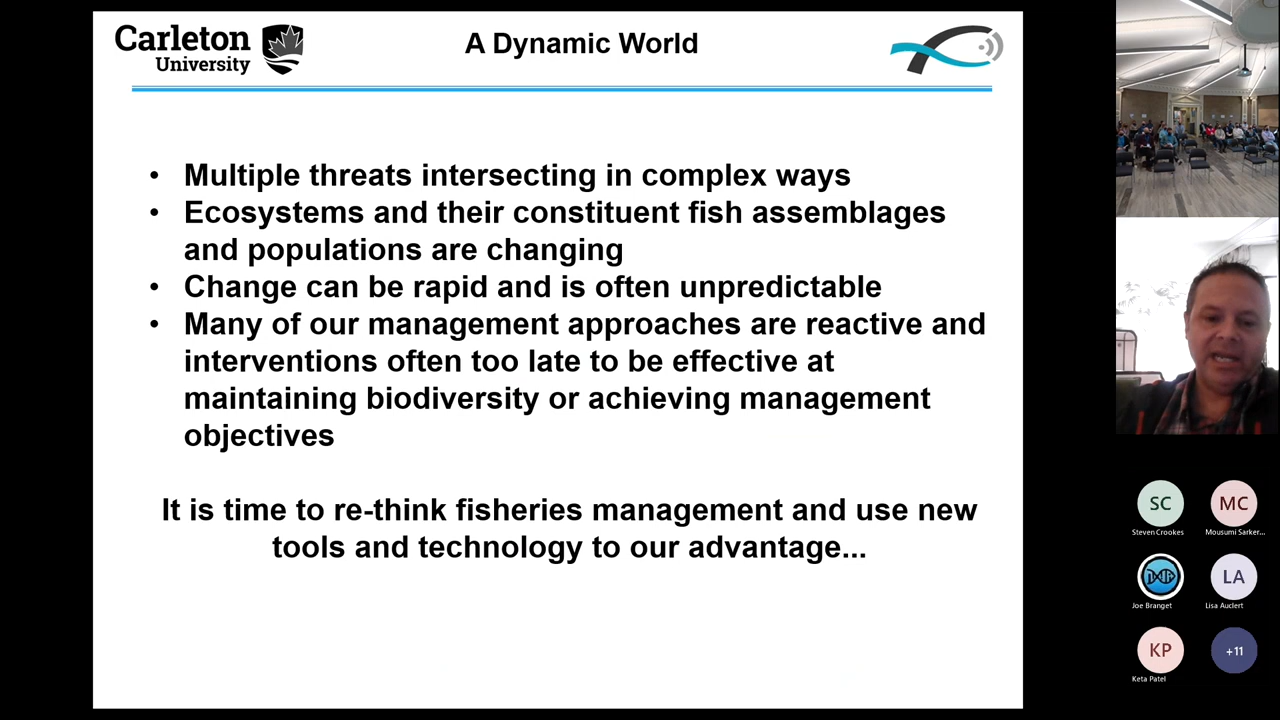 Carleton
University
A Dynamic World
• Multiple threats intersecting in complex ways
• Ecosystems and their constituent fish assemblages
and populations are changing
• Change can be rapid and is often unpredictable
• Many of our management approaches are reactive and
interventions often too late to be effective at
maintaining biodiversity or achieving management
objectives
It is time to re-think fisheries management and use new
tools and technology to our advantage...
SC
MC
Steven Crookes
Mousumi Sarker...
LA
Joe Branget
Lisa Auclert
KP
+11
Keta Patel